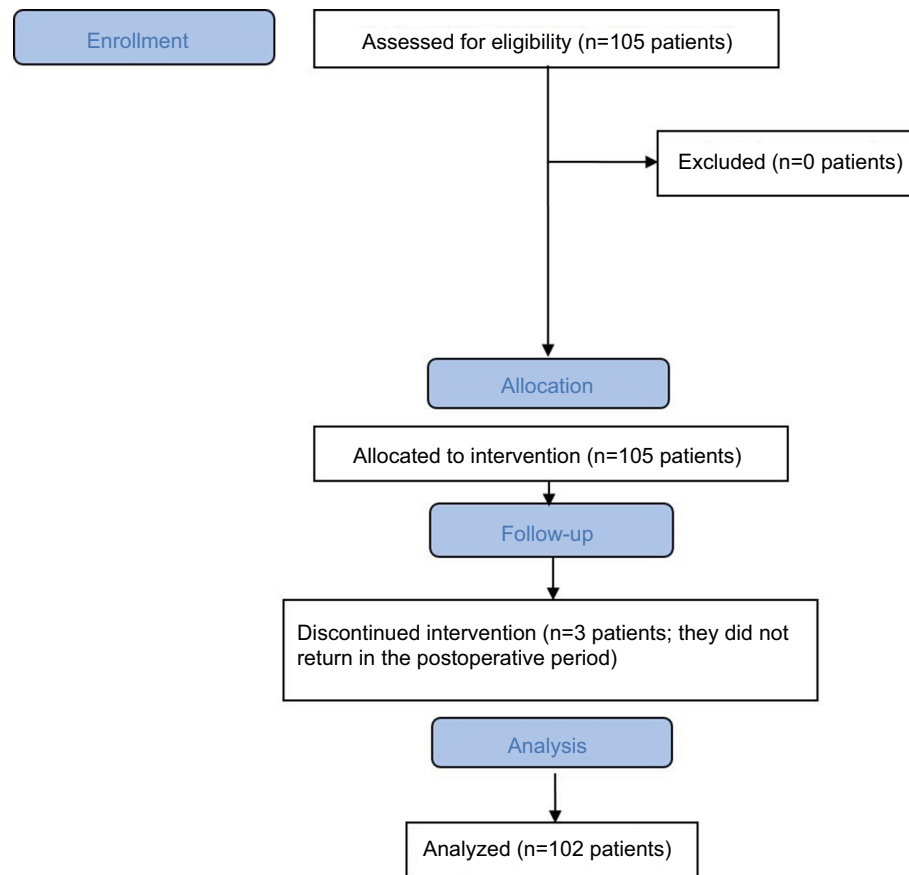 Enrollment
Assessed for eligibility (n=105 patients)
Excluded (n=0 patients)
Allocation
Allocated to intervention (n=105 patients)
Follow-up
Discontinued intervention (n=3 patients; they did not
return in the postoperative period)
Analysis
Analyzed (n=102 patients)